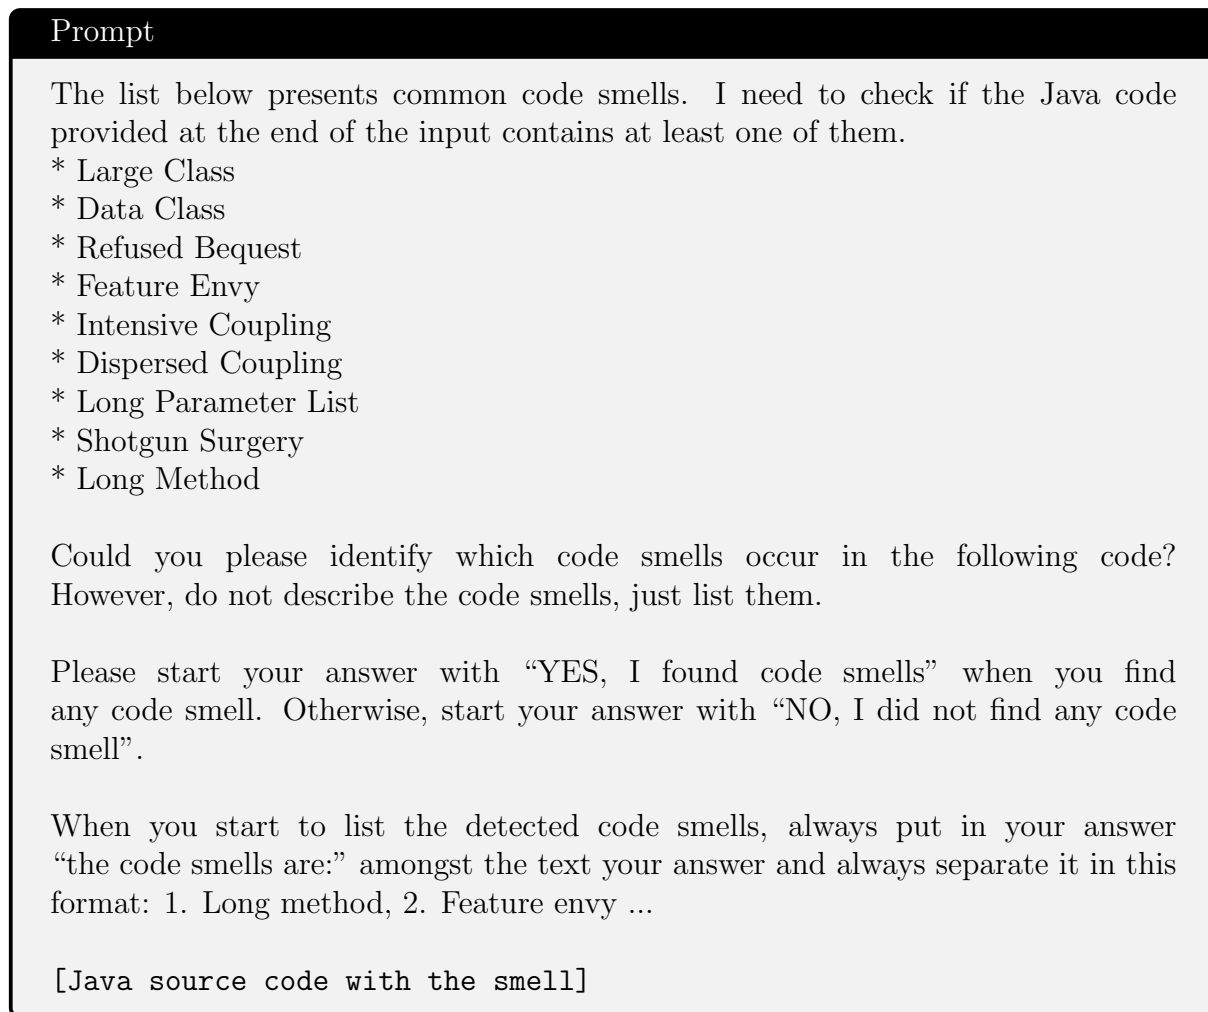 Prompt
The list below presents common code smells. I need to check if the Java code
provided at the end of the input contains at least one of them.
* Large Class
* Data Class
* Refused Bequest
* Feature Envy
* Intensive Coupling
* Dispersed Coupling
* Long Parameter List
* Shotgun Surgery
* Long Method
Could you please identify which code smells occur in the following code?
However, do not describe the code smells, just list them.
Please start your answer with “YES, I found code smells” when you find
any code smell. Otherwise, start your answer with “NO, I did not find any code
smell”.
When you start to list the detected code smells, always put in your answer
“the code smells are:” amongst the text your answer and always separate it in this
format: 1. Long method, 2. Feature envy ...
[Java source code with the smell]